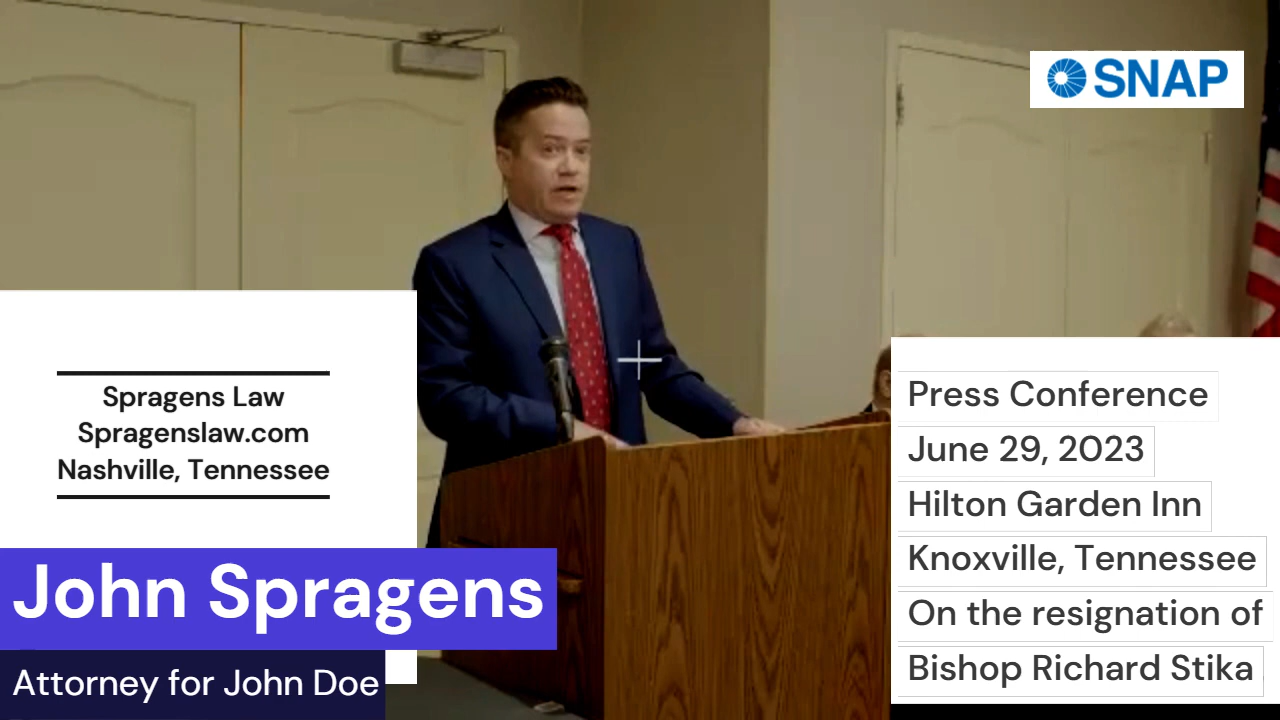 SNAP
Spragens Law
Spragenslaw.com
Nashville, Tennessee
John Spragens
Attorney for John Doe
Press Conference
June 29, 2023
Hilton Garden Inn
Knoxville, Tennessee
On the resignation of
Bishop Richard Stika